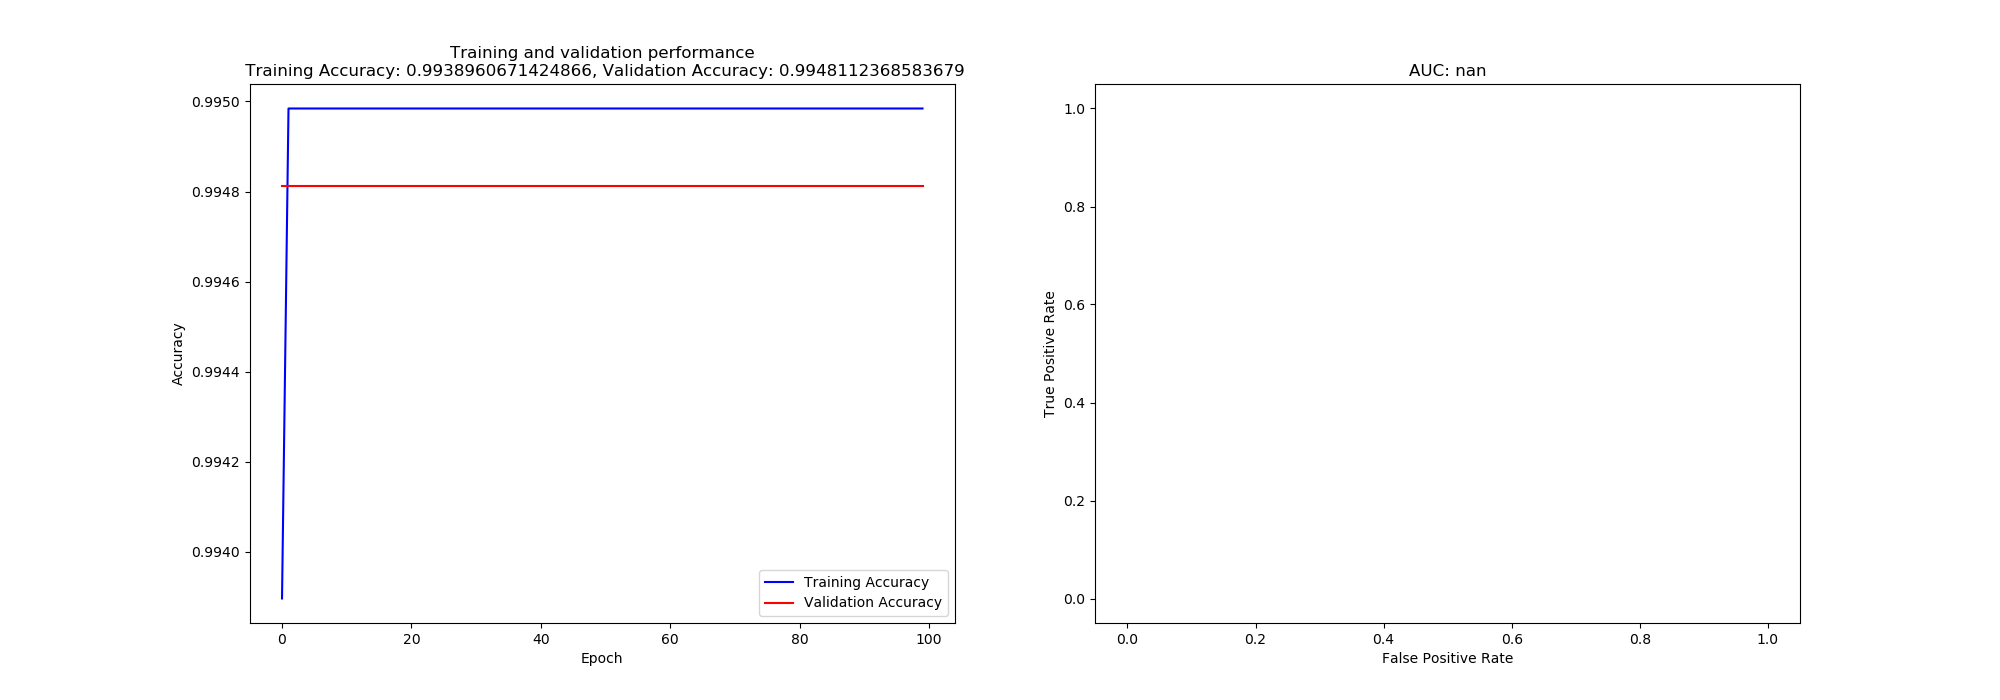 Training and validation performance
Training Accuracy: 0.9938960671424866, Validation Accuracy: 0.9948112368583679
0.9950
0.9948
0.9946
0.9944
0.9942
0.9940
Accuracy
0 20 40 60 80 100
Epoch
Training Accuracy
Validation Accuracy
AUC: nan
1.0
0.8
0.6
0.4
0.2
0.0
True Positive Rate
0.0 0.2 0.4 0.6 0.8 1.0
False Positive Rate